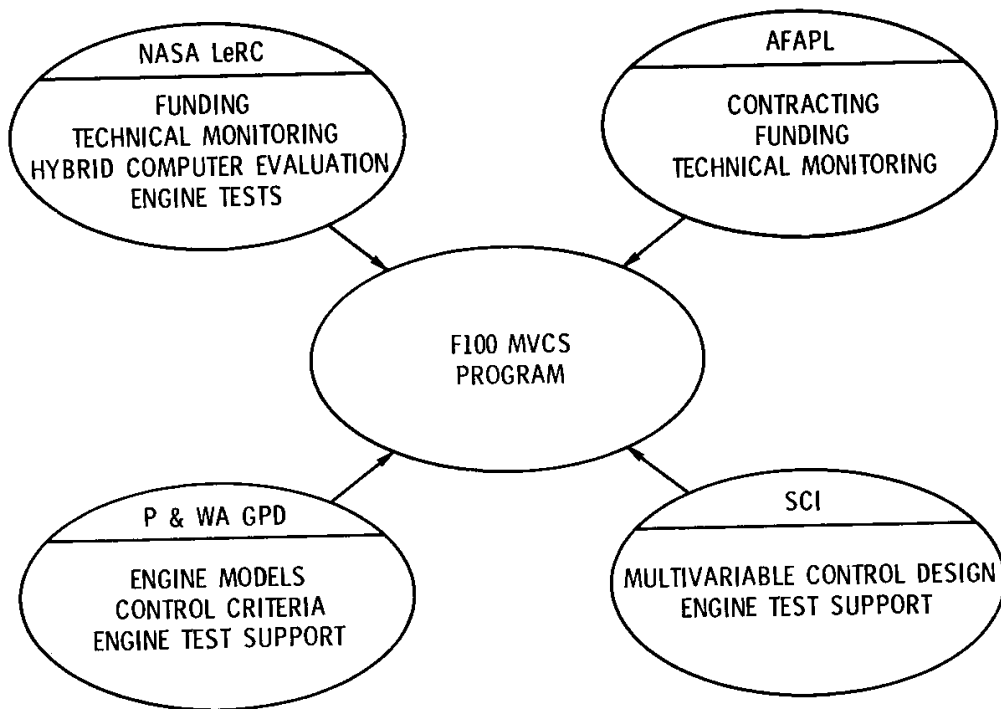 NASA LeRC
FUNDING
TECHNICAL MONITORING
HYBRID COMPUTER EVALUATION
ENGINE TESTS
AFAPL
CONTRACTING
FUNDING
TECHNICAL MONITORING
F100 MVCS
PROGRAM
P & WA GPD
ENGINE MODELS
CONTROL CRITERIA
ENGINE TEST SUPPORT
SCI
MULTIVARIABLE CONTROL DESIGN
ENGINE TEST SUPPORT